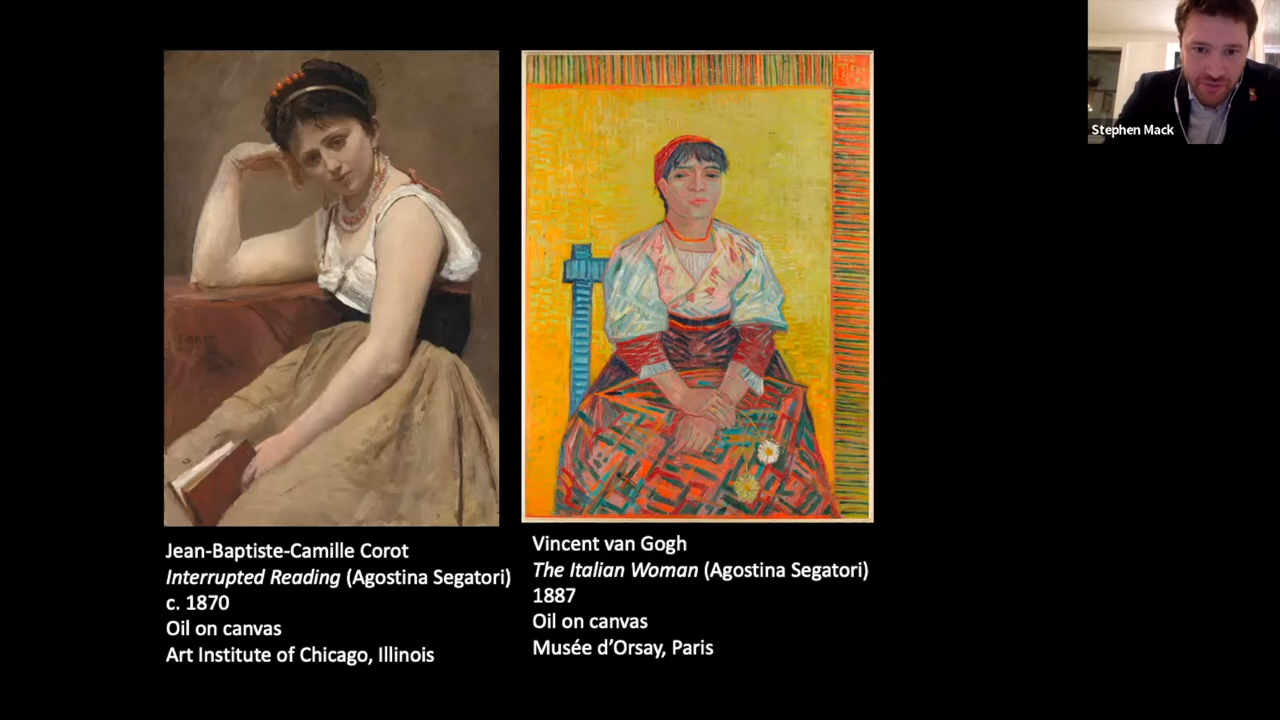 Stephen Mack
Jean-Baptiste-Camille Corot
Interrupted Reading (Agostina Segatori)
c. 1870
Oil on canvas
Art Institute of Chicago, Illinois
Vincent van Gogh
The Italian Woman (Agostina Segatori)
1887
Oil on canvas
Musée d'Orsay, Paris